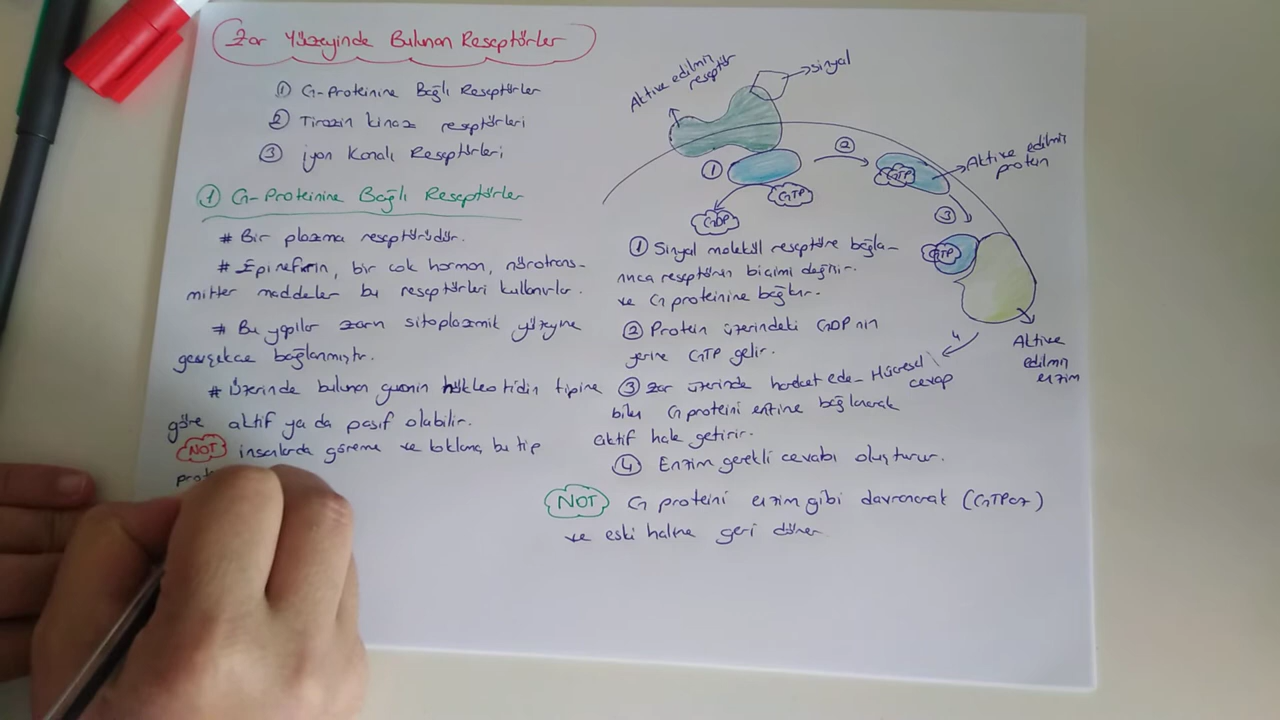 Zar Yüzeyinde Bulunan Reseptörler
① G-Proteinine Bağlı Reseptörler
② Tirozin kinaz reseptörleri
③ iyon Kanalı Reseptörleri
① G-Proteinine Bağlı Reseptörler
# Bir plazma reseptörüdür.
# Epinefrin, bir çok hormon, nörotrans-
mitter maddeler bu reseptörleri kullanırlar.
# Bu yapılar zarın sitoplazmik yüzeyine
gevşekce bağlanmıştır.
# Üzerinde bulunan guanin nükleotidin tipine
göre aktif ya da pasif olabilir.
NOT insanlarda görme ve koklama bu tip
Aktive edilmiş
reseptör
sinyal
①
GDP
GTP
②
GTP
Aktive edilmiş
protein
③
GTP
Aktive
edilmiş
enzim
4
Hücresel
cevap
① Sinyal molekül reseptöre bağla-
nınca reseptörün biçimi değişir.
ve G proteinine bağlanır.
② Protein üzerindeki GDP nin
yerine GTP gelir.
③ Zar üzerinde hareket ede-
bilen G proteini enzime bağlanarak
aktif hale getirir.
④ Enzim gerekli cevabı oluşturur.
NOT G proteini enzim gibi davranarak (GTPaz)
ve eski haline geri döner